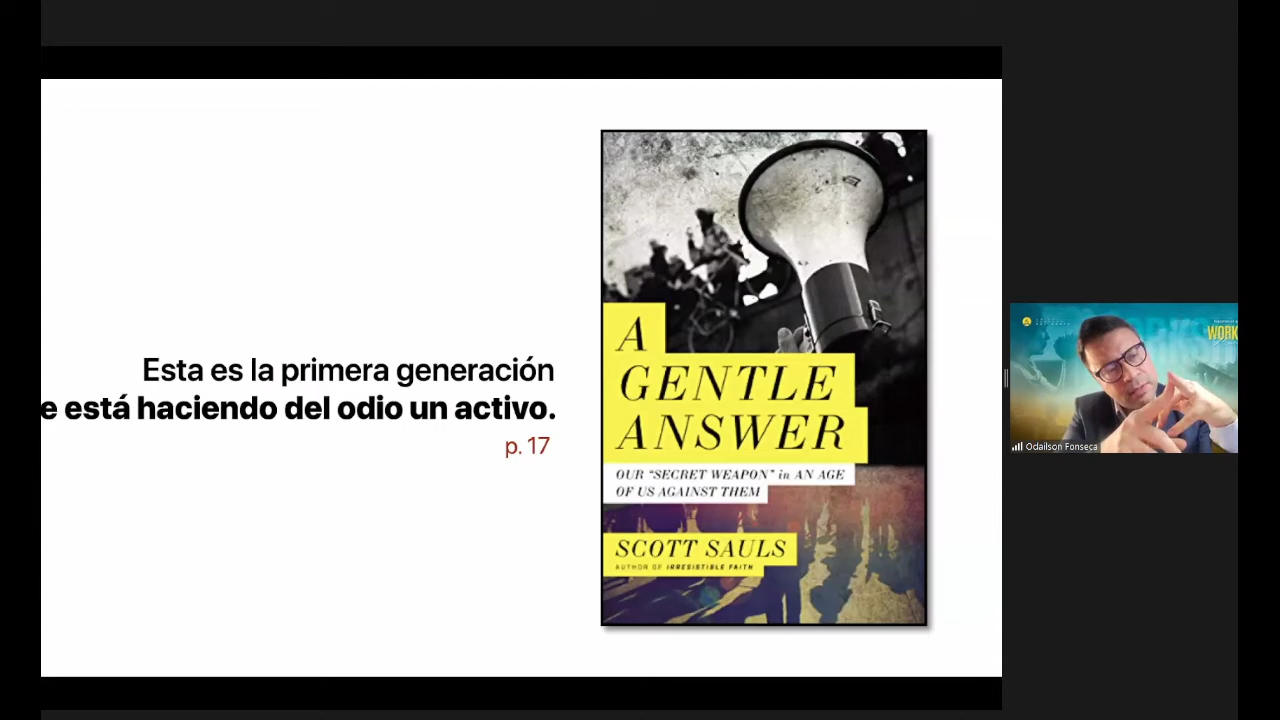 Esta es la primera generación
e está haciendo del odio un activo.
p. 17
A
GENTLE
ANSWER
OUR “SECRET WEAPON” in AN AGE
OF US AGAINST THEM
SCOTT SAULS
AUTHOR OF IRRESISTIBLE FAITH
WORK
Odailson Fonseca